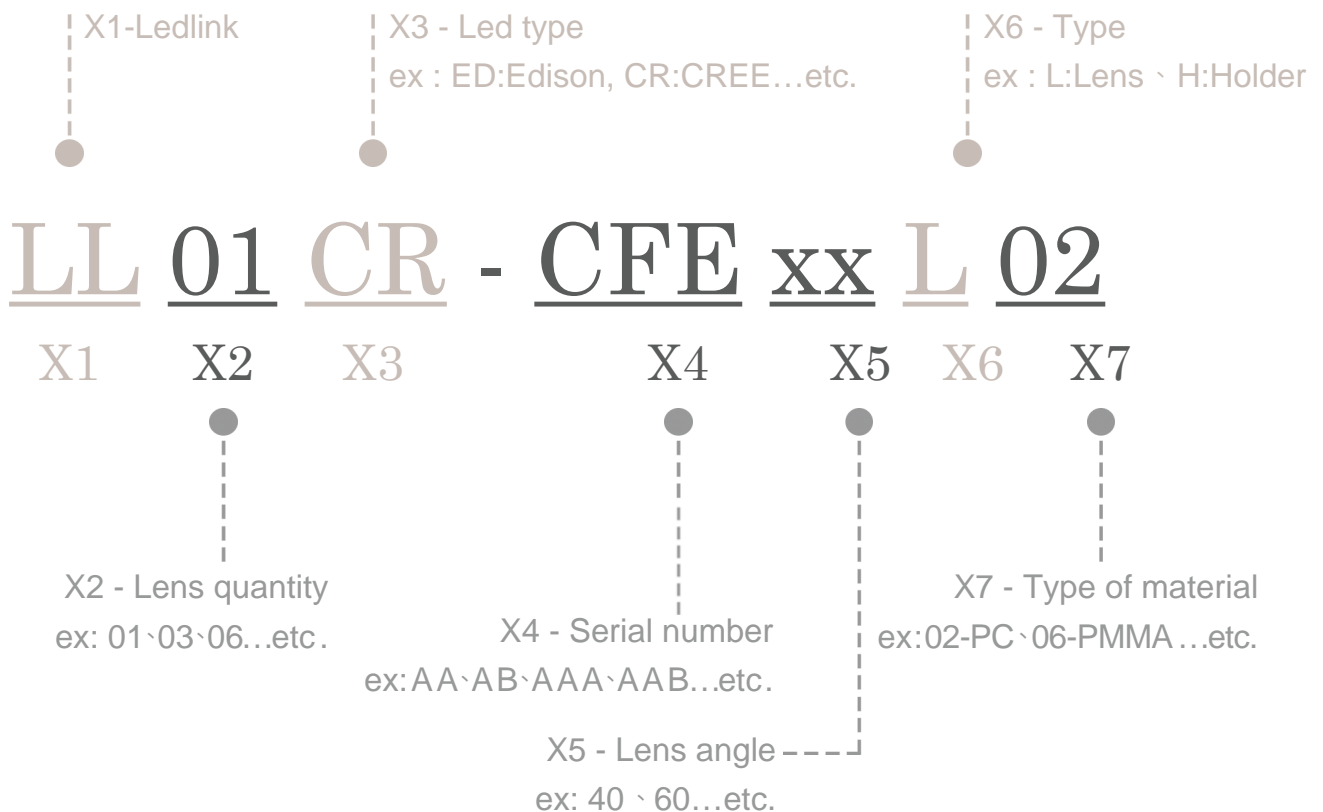 X1-Ledlink
X3 - Led type
ex : ED:Edison, CR:CREE…etc.
X6 - Type
ex : L:Lens、H:Holder
LL 01 CR - CFE xx L 02
X1 X2 X3 X4 X5 X6 X7
X2 - Lens quantity
ex: 01、03、06…etc.
X4 - Serial number
ex:AA、AB、AAA、AAB…etc.
X7 - Type of material
ex:02-PC、06-PMMA…etc.
X5 - Lens angle
ex: 40 、60…etc.